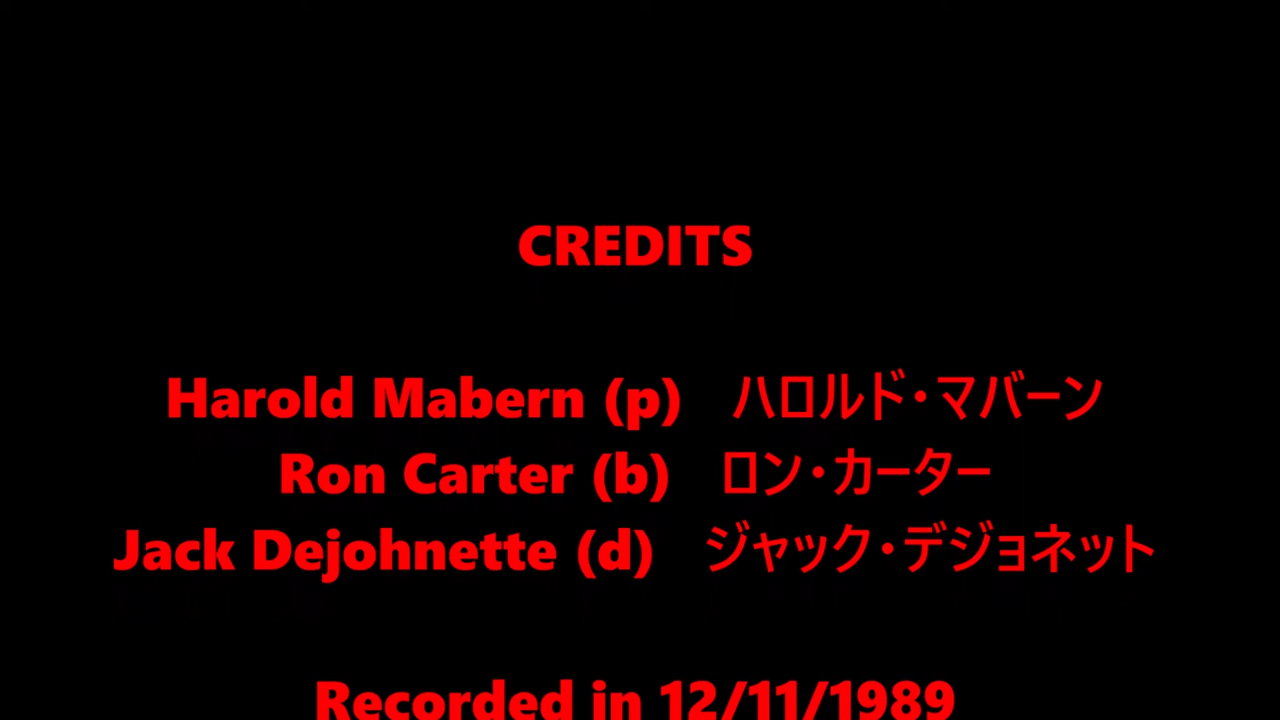 CREDITS
Harold Mabern (p) ハロルド・マバーン
Ron Carter (b) ロン・カーター
Jack Dejohnette (d) ジャック・デジョネット
Recorded in 12/11/1989